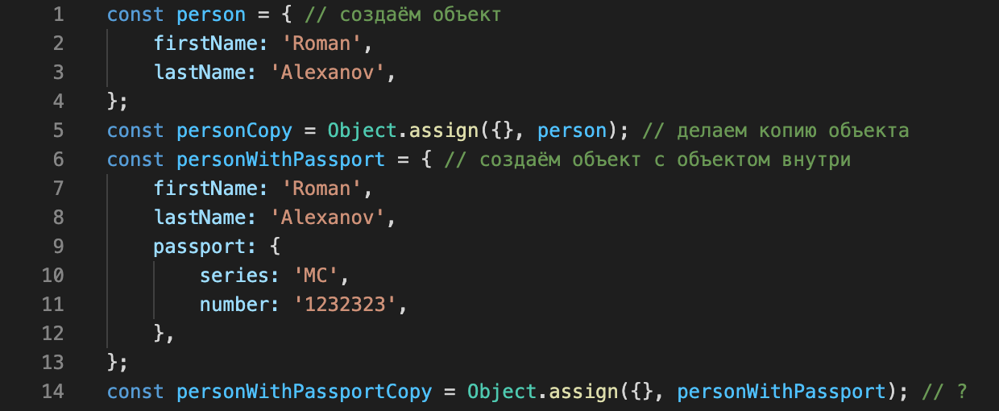 1 const person = { // создаём объект
2 firstName: 'Roman',
3 lastName: 'Alexanov',
4 };
5 const personCopy = Object.assign({}, person); // делаем копию объекта
6 const personWithPassport = { // создаём объект с объектом внутри
7 firstName: 'Roman',
8 lastName: 'Alexanov',
9 passport: {
10 series: 'MC',
11 number: '1232323',
12 },
13 };
14 const personWithPassportCopy = Object.assign({}, personWithPassport); // ?